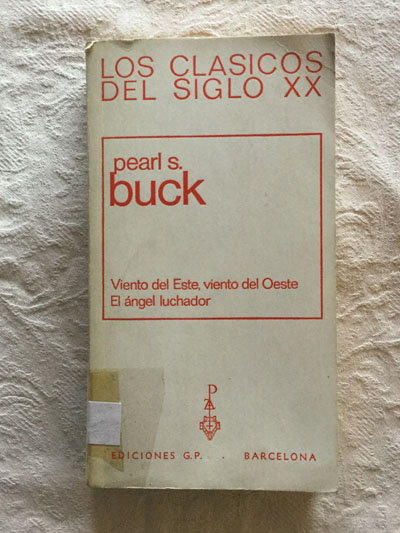 LOS CLASICOS
DEL SIGLO XX
pearl s.
buck
Viento del Este, viento del Oeste
El ángel luchador
EDICIONES G.P. . BARCELONA